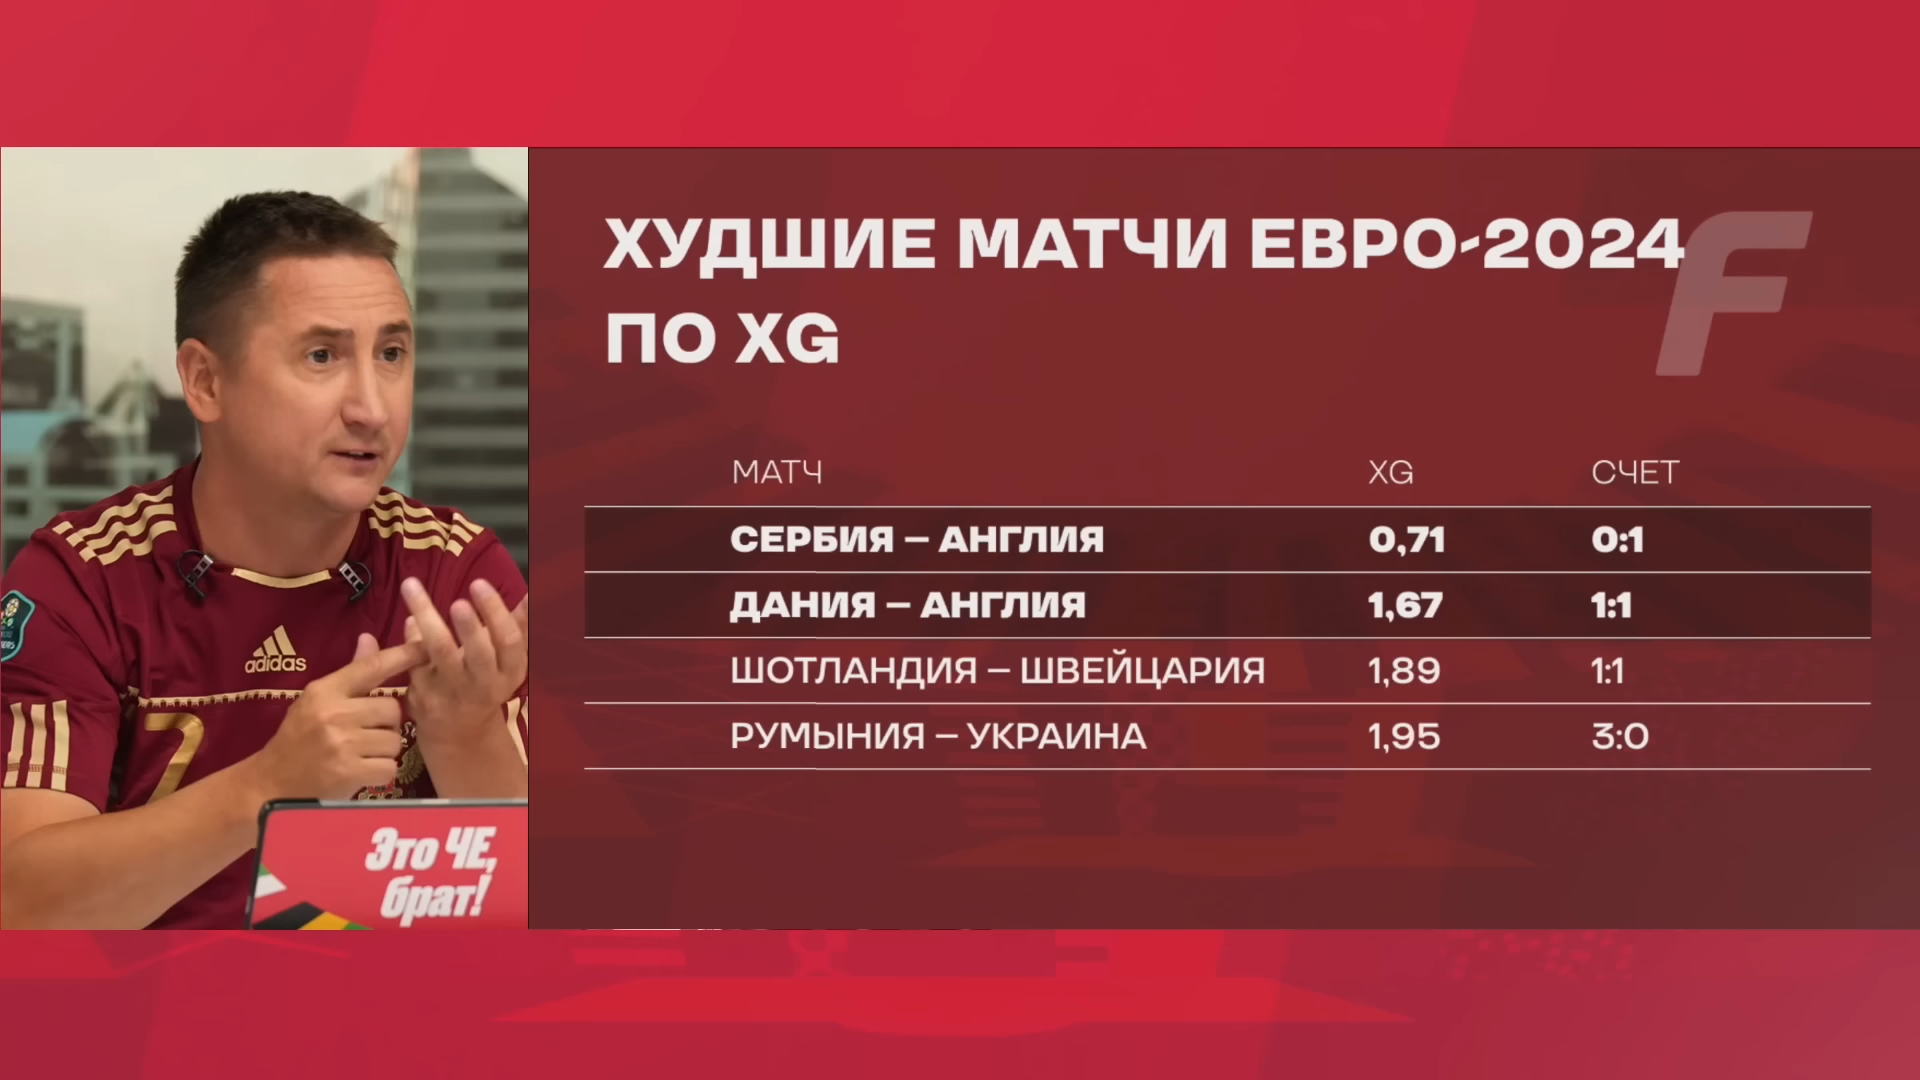 ХУДШИЕ МАТЧИ ЕВРО-2024
ПО XG
F
МАТЧ XG СЧЕТ
СЕРБИЯ – АНГЛИЯ 0,71 0:1
ДАНИЯ – АНГЛИЯ 1,67 1:1
ШОТЛАНДИЯ – ШВЕЙЦАРИЯ 1,89 1:1
РУМЫНИЯ – УКРАИНА 1,95 3:0
adidas
7
Это ЧЕ,
брат!